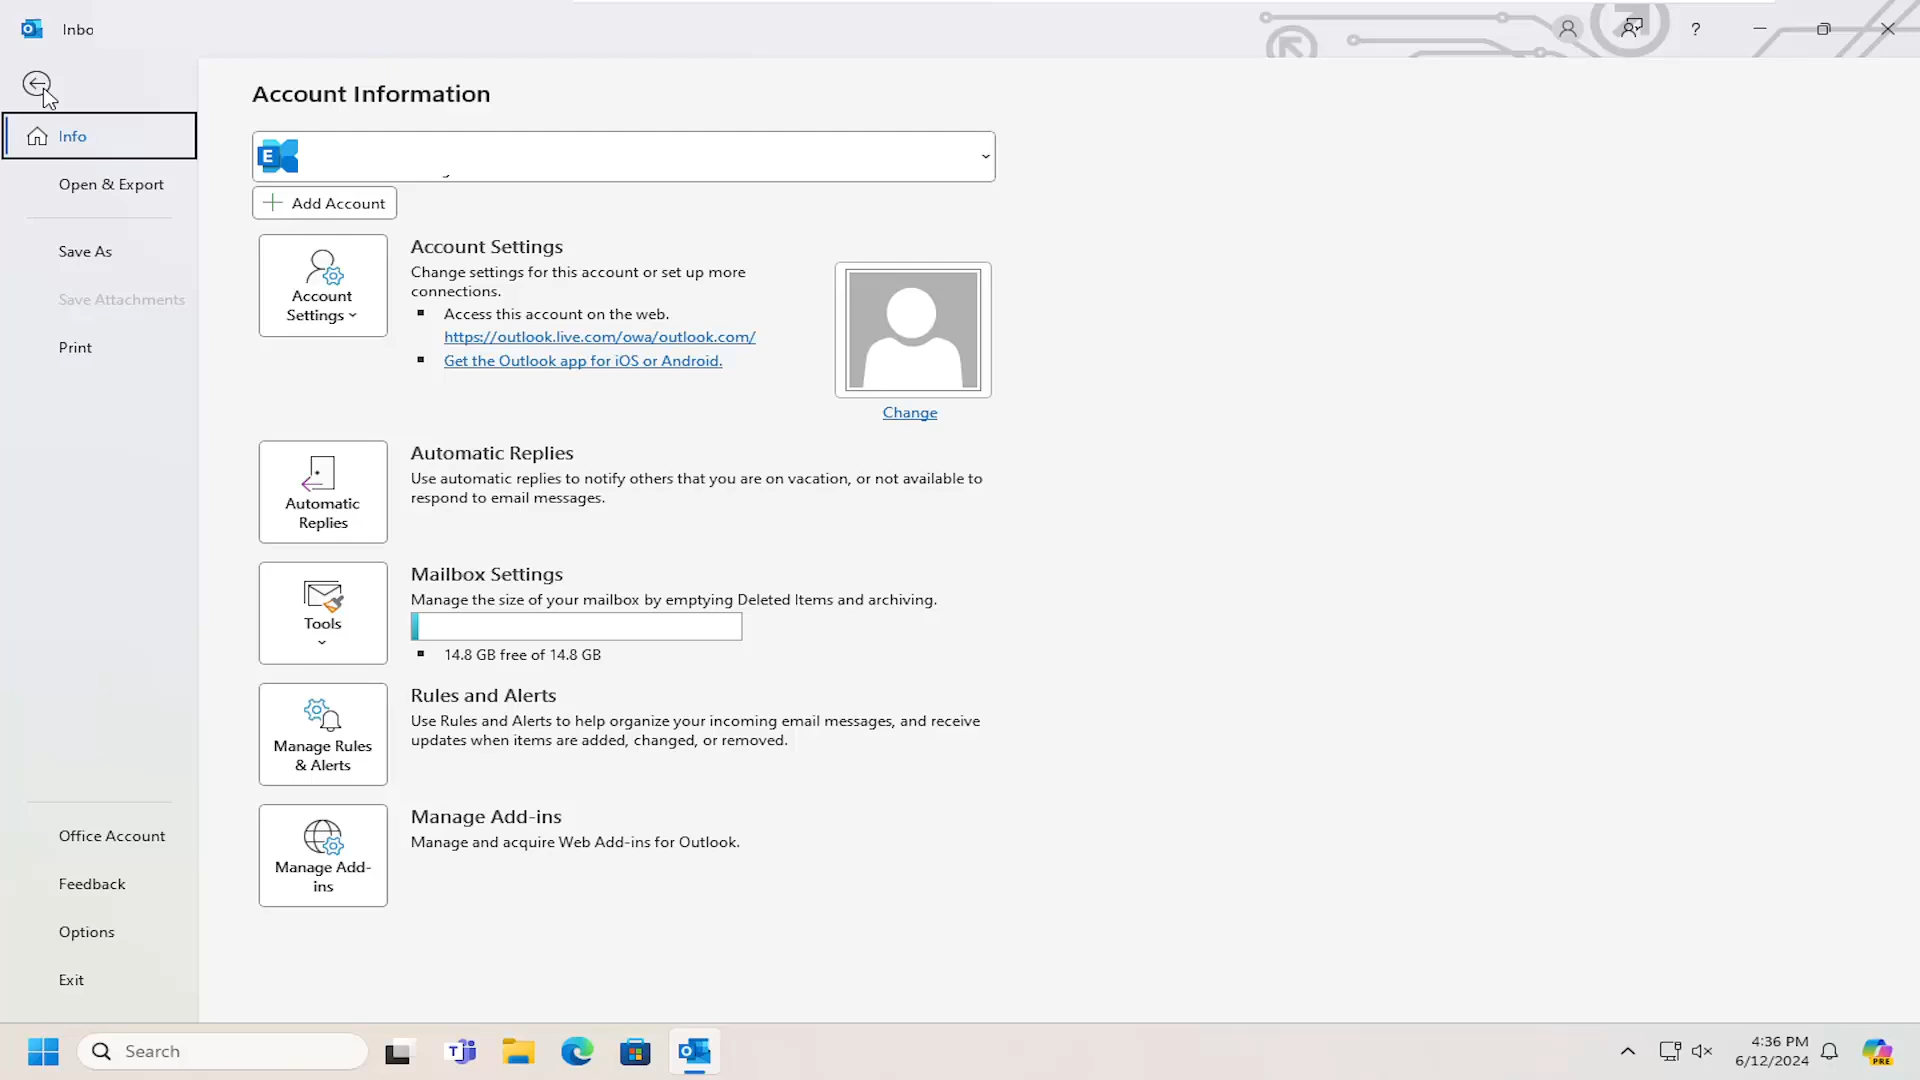 Inbo
?
Info
Open & Export
Save As
Save Attachments
Print
Office Account
Feedback
Options
Exit
Account Information
E
Add Account
Account
Settings
Account Settings
Change settings for this account or set up more
connections.
Access this account on the web.
https://outlook.live.com/owa/outlook.com/
Get the Outlook app for iOS or Android.
Change
Automatic
Replies
Automatic Replies
Use automatic replies to notify others that you are on vacation, or not available to
respond to email messages.
Tools
Mailbox Settings
Manage the size of your mailbox by emptying Deleted Items and archiving.
14.8 GB free of 14.8 GB
Manage Rules
& Alerts
Rules and Alerts
Use Rules and Alerts to help organize your incoming email messages, and receive
updates when items are added, changed, or removed.
Manage Add-
ins
Manage Add-ins
Manage and acquire Web Add-ins for Outlook.
Search
4:36 PM
6/12/2024
PRE